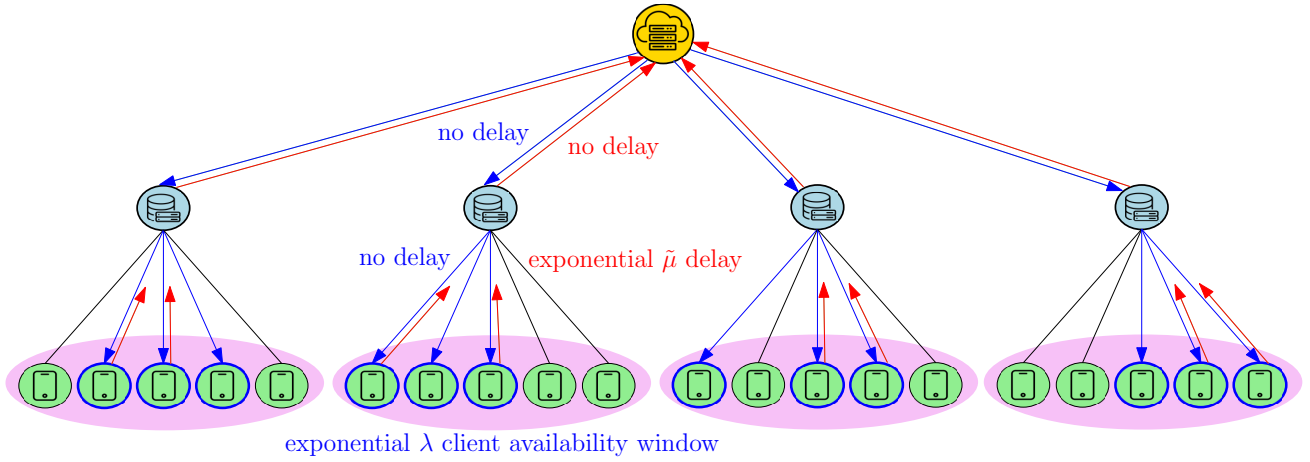 no delay
no delay
no delay
exponential μ̃ delay
exponential λ client availability window